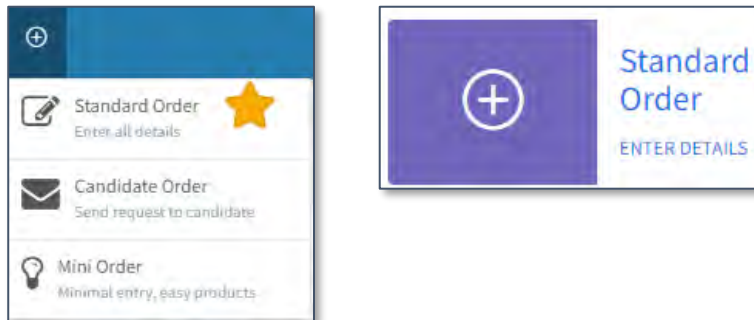 Standard Order
Enter all details
Candidate Order
Send request to candidate
Mini Order
Minimal entry, easy products
Standard
Order
ENTER DETAILS